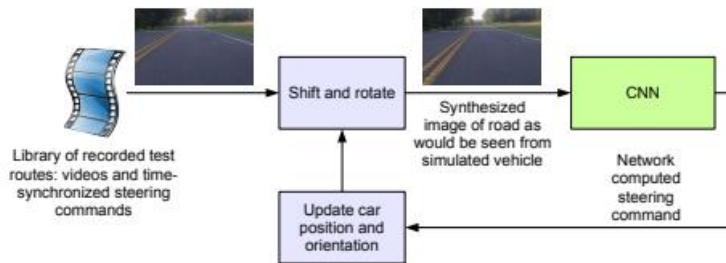 Shift and rotate
CNN
Library of recorded test
routes: videos and time-
synchronized steering
commands
Synthesized
image of road as
would be seen from
simulated vehicle
Network
computed
steering
command
Update car
position and
orientation